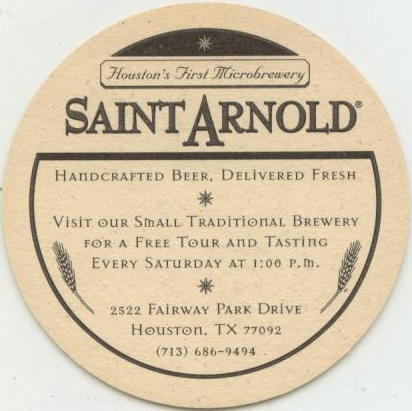 Houston's First Microbrewery
SAINT ARNOLD®
HANDCRAFTED BEER, DELIVERED FRESH
VISIT OUR SMALL TRADITIONAL BREWERY
FOR A FREE TOUR AND TASTING
EVERY SATURDAY AT 1:00 P.M.
2522 FAIRWAY PARK DRIVE
HOUSTON, TX 77092
(713) 686-9494